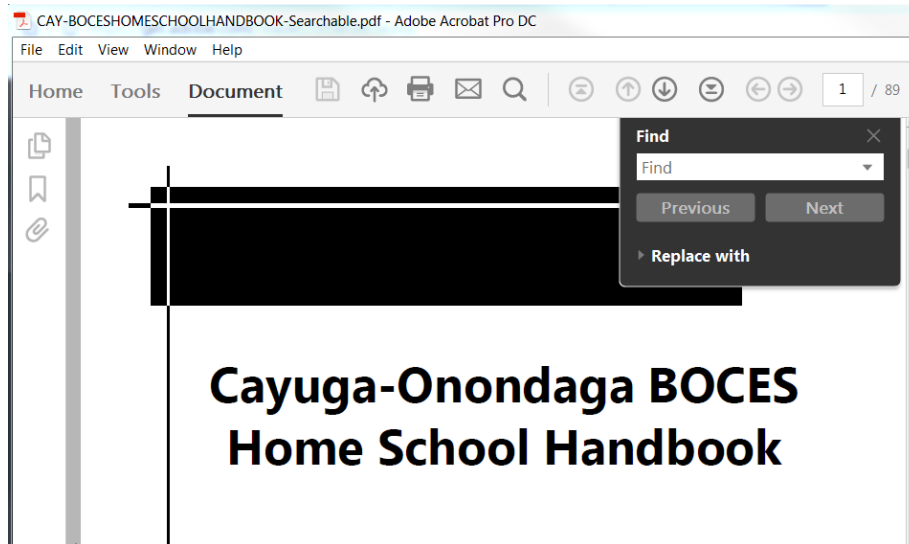 CAY-BOCESHOMESCHOOLHANDBOOK-Searchable.pdf - Adobe Acrobat Pro DC
File Edit View Window Help
Home Tools Document 1 / 89
Find
Find
Previous Next
Replace with
Cayuga-Onondaga BOCES
Home School Handbook